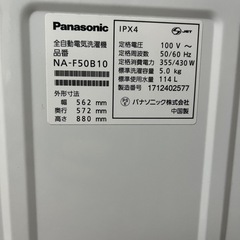 Panasonic
全自動電気洗濯機
品番
NA-F50B10
外形寸法
幅 562 mm
奥行 572 mm
高さ 880 mm
IPX4
JET
定格電圧 100 V ～
定格周波数 50/60 Hz
定格消費電力 355/430 W
標準洗濯容量 5.0 kg
標準使用水量 114 L
製造番号 1712402577
パナソニック株式会社
中国製